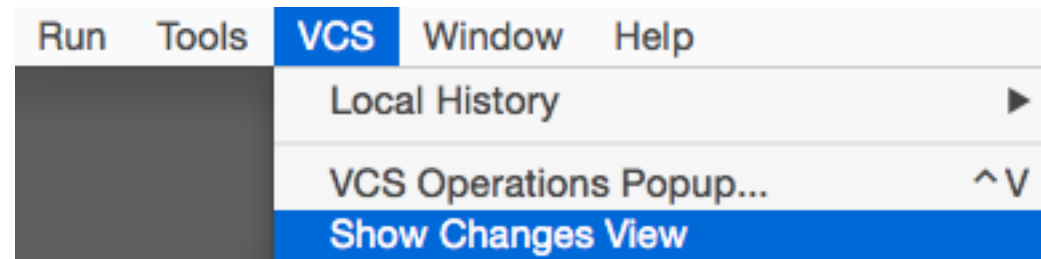 Run Tools VCS Window Help
Local History ▶
VCS Operations Popup... ^V
Show Changes View